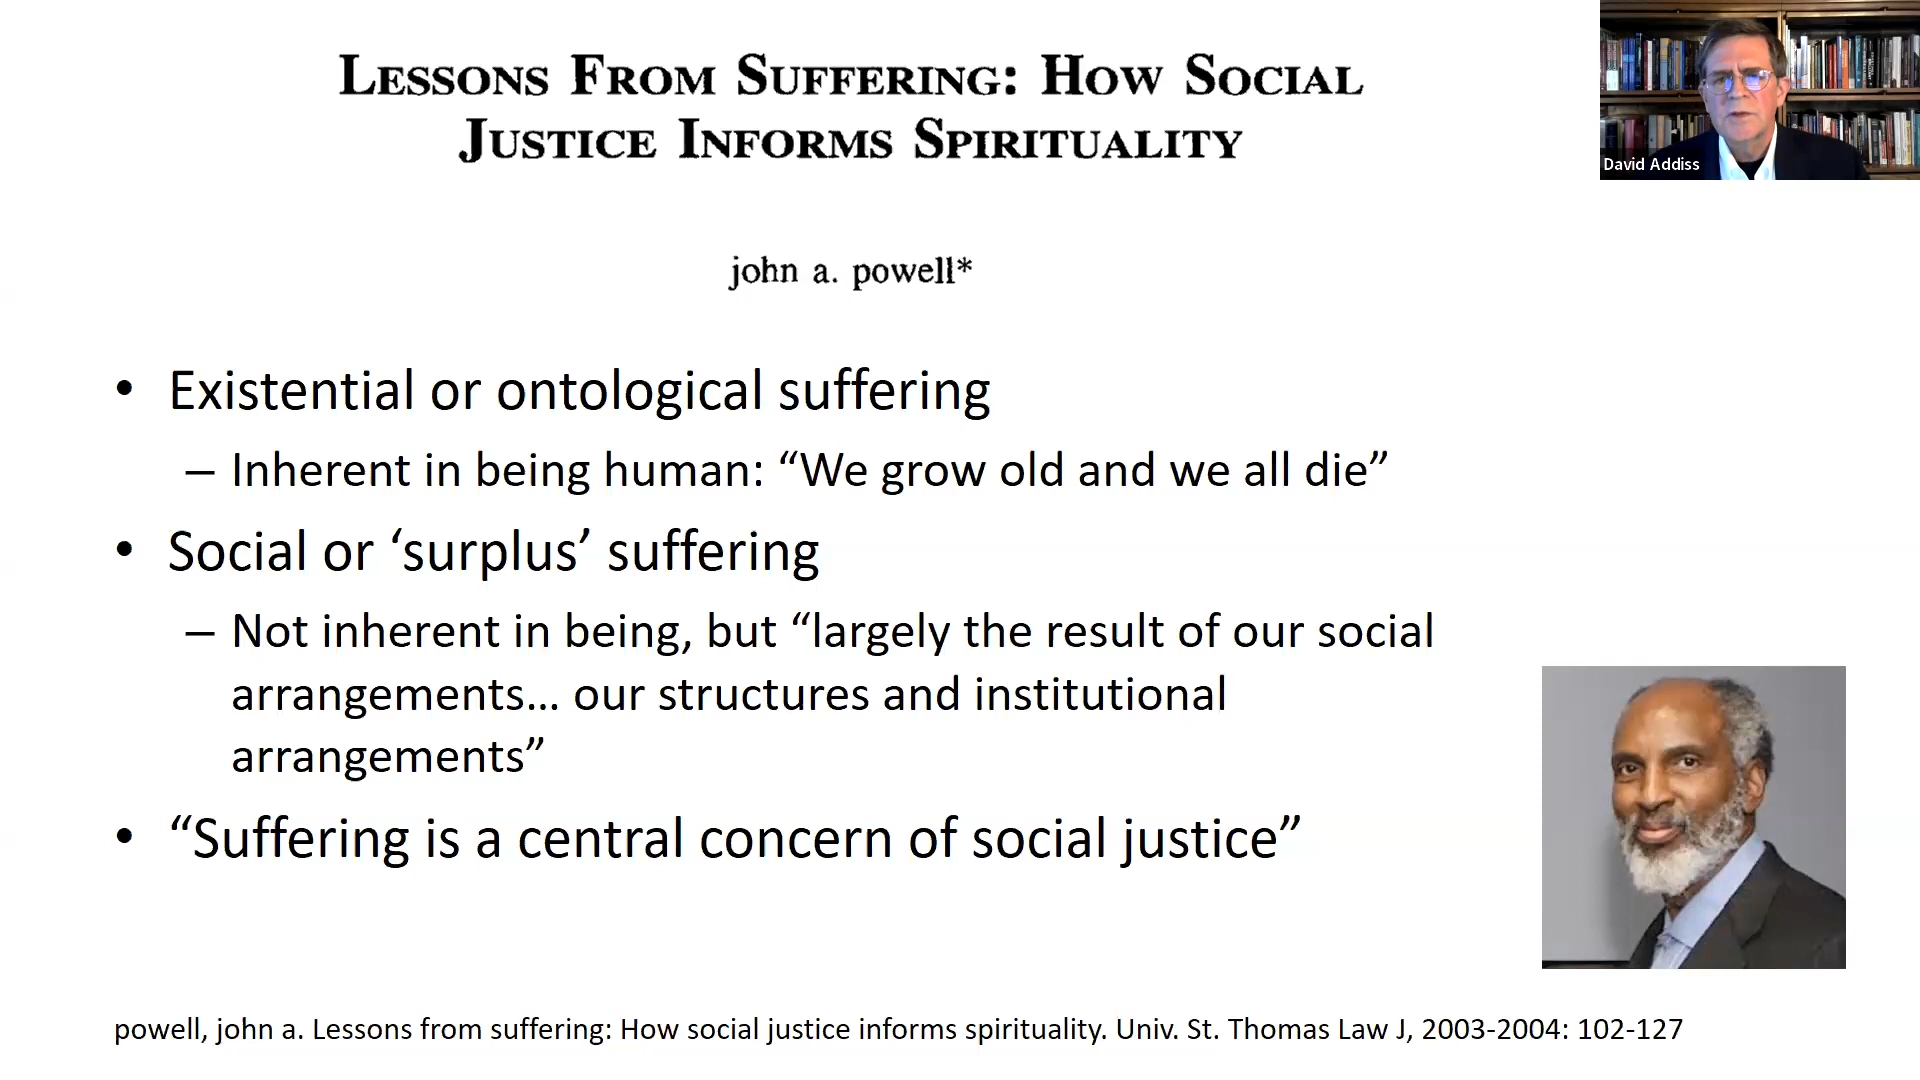 LESSONS FROM SUFFERING: HOW SOCIAL
JUSTICE INFORMS SPIRITUALITY
David Addiss
john a. powell*
• Existential or ontological suffering
– Inherent in being human: “We grow old and we all die”
• Social or ‘surplus’ suffering
– Not inherent in being, but “largely the result of our social
arrangements… our structures and institutional
arrangements”
• “Suffering is a central concern of social justice”
powell, john a. Lessons from suffering: How social justice informs spirituality. Univ. St. Thomas Law J, 2003-2004: 102-127